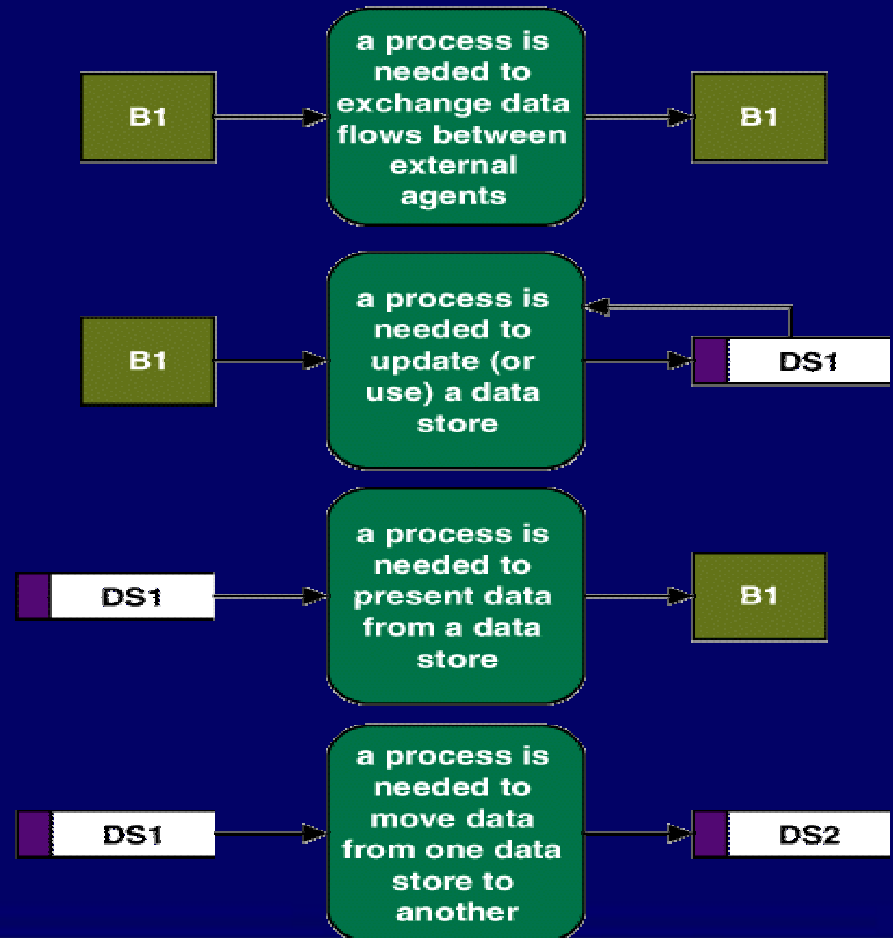 a process is
needed to
exchange data
flows between
external
agents
B1
B1
a process is
needed to
update (or
use) a data
store
B1
DS1
a process is
needed to
present data
from a data
store
DS1
B1
a process is
needed to
move data
from one data
store to
another
DS1
DS2